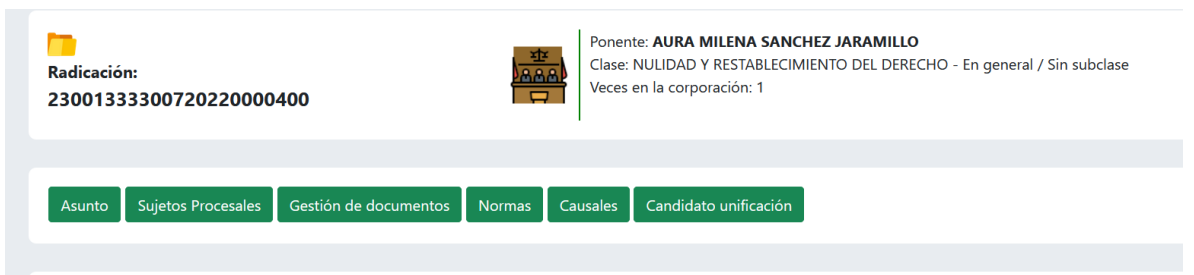 Radicación:
23001333300720220000400
Ponente: AURA MILENA SANCHEZ JARAMILLO
Clase: NULIDAD Y RESTABLECIMIENTO DEL DERECHO - En general / Sin subclase
Veces en la corporación: 1
Asunto
Sujetos Procesales
Gestión de documentos
Normas
Causales
Candidato unificación